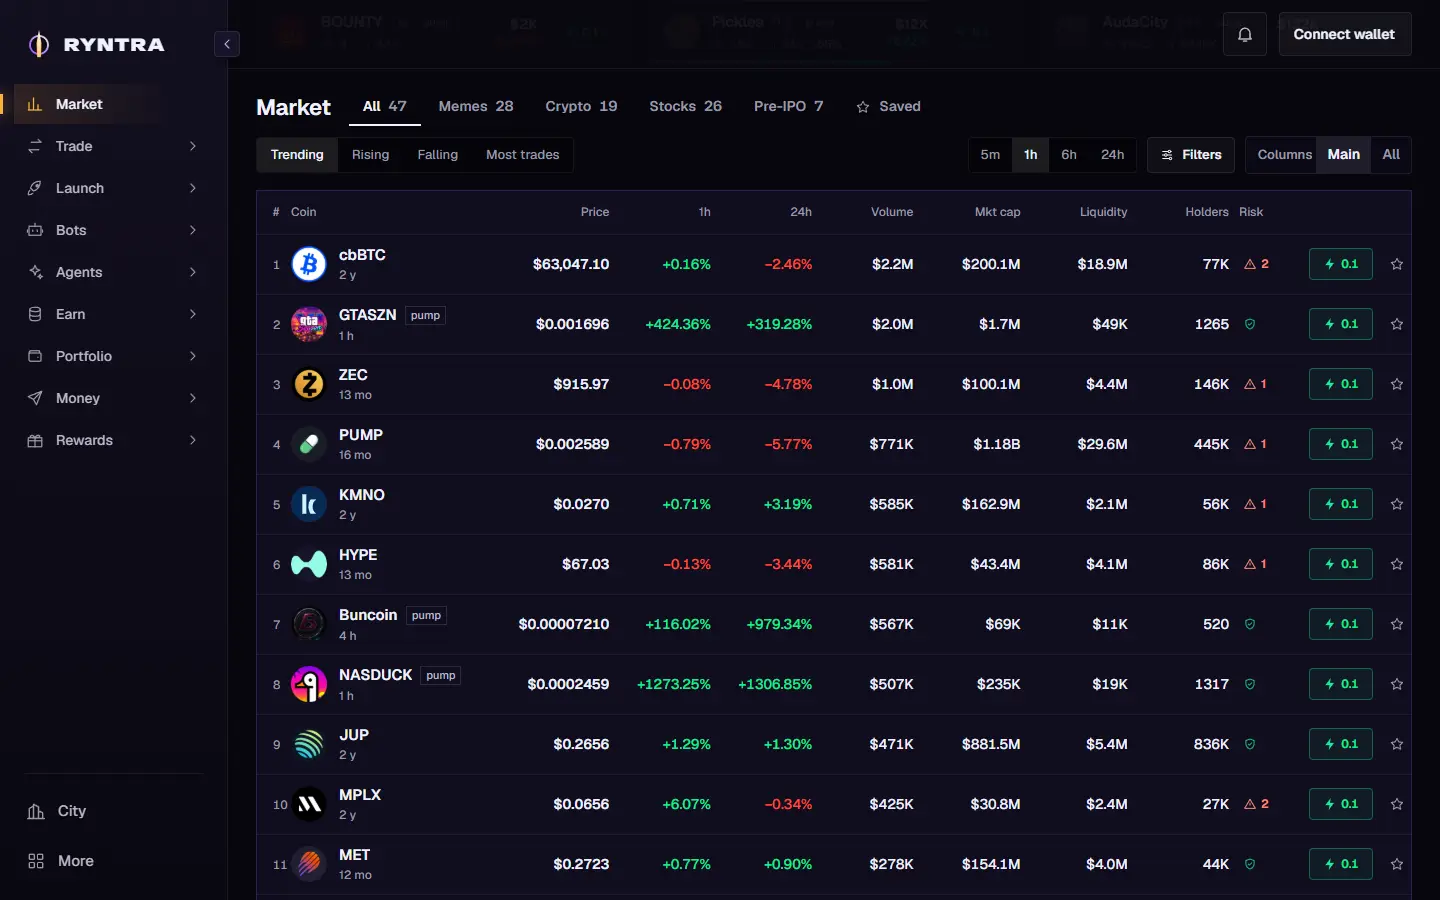 RYNTRA
BOUNTY $2K
Pickles $12K
AudaCity
Connect wallet
Market
Trade
Launch
Bots
Agents
Earn
Portfolio
Money
Rewards
City
More
Market All 47 Memes 28 Crypto 19 Stocks 26 Pre-IPO 7 Saved
Trending Rising Falling Most trades 5m 1h 6h 24h Filters Columns Main All
# Coin Price 1h 24h Volume Mkt cap Liquidity Holders Risk
1 cbBTC $63,047.10 +0.16% −2.46% $2.2M $200.1M $18.9M 77K 2 0.1
2 y
2 GTASZN pump $0.001696 +424.36% +319.28% $2.0M $1.7M $49K 1265 0.1
1 h
3 ZEC $915.97 −0.08% −4.78% $1.0M $100.1M $4.4M 146K 1 0.1
13 mo
4 PUMP $0.002589 −0.79% −5.77% $771K $1.18B $29.6M 445K 1 0.1
16 mo
5 KMNO $0.0270 +0.71% +3.19% $585K $162.9M $2.1M 56K 1 0.1
2 y
6 HYPE $67.03 −0.13% −3.44% $581K $43.4M $4.1M 86K 1 0.1
13 mo
7 Buncoin pump $0.00007210 +116.02% +979.34% $567K $69K $11K 520 0.1
4 h
8 NASDUCK pump $0.0002459 +1273.25% +1306.85% $507K $235K $19K 1317 0.1
1 h
9 JUP $0.2656 +1.29% +1.30% $471K $881.5M $5.4M 836K 0.1
2 y
10 MPLX $0.0656 +6.07% −0.34% $425K $30.8M $2.4M 27K 2 0.1
2 y
11 MET $0.2723 +0.77% +0.90% $278K $154.1M $4.0M 44K 0.1
12 mo